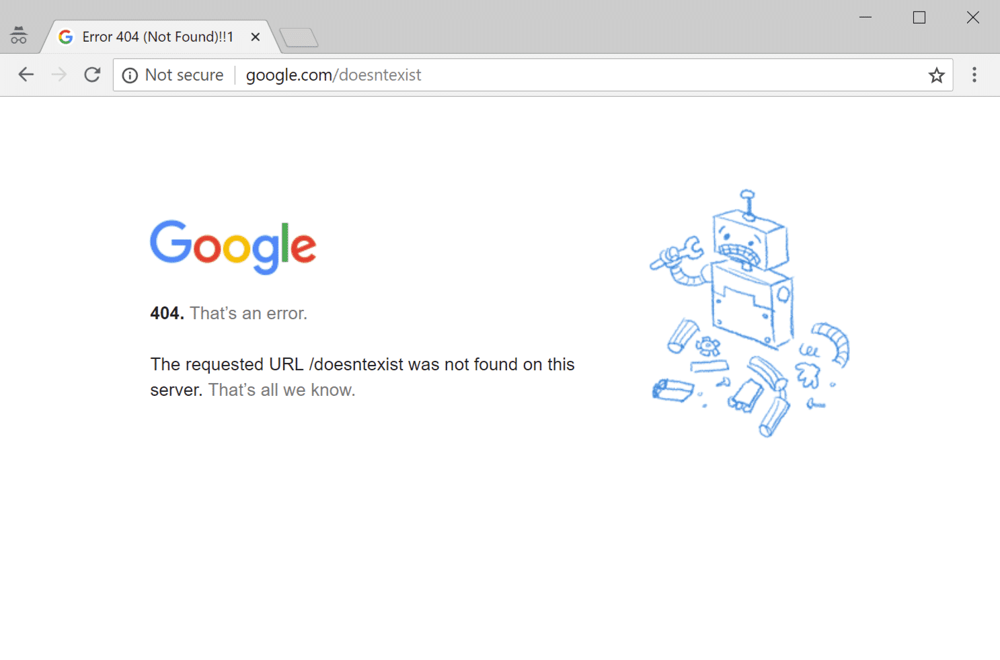 Error 404 (Not Found)!!1
Not secure google.com/doesntexist
Google
404. That’s an error.
The requested URL /doesntexist was not found on this
server. That’s all we know.